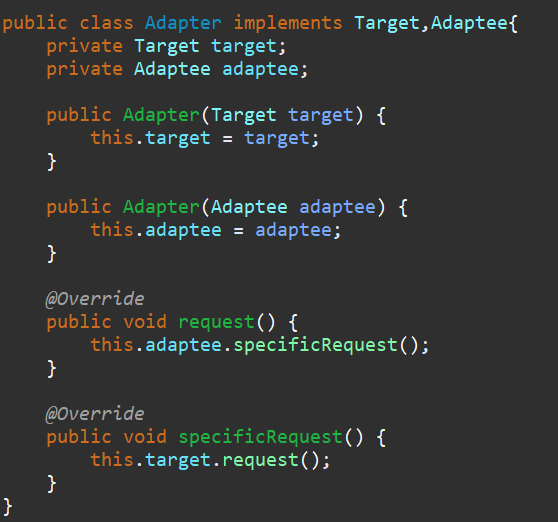 public class Adapter implements Target,Adaptee{
    private Target target;
    private Adaptee adaptee;

    public Adapter(Target target) {
        this.target = target;
    }

    public Adapter(Adaptee adaptee) {
        this.adaptee = adaptee;
    }

    @Override
    public void request() {
        this.adaptee.specificRequest();
    }

    @Override
    public void specificRequest() {
        this.target.request();
    }
}